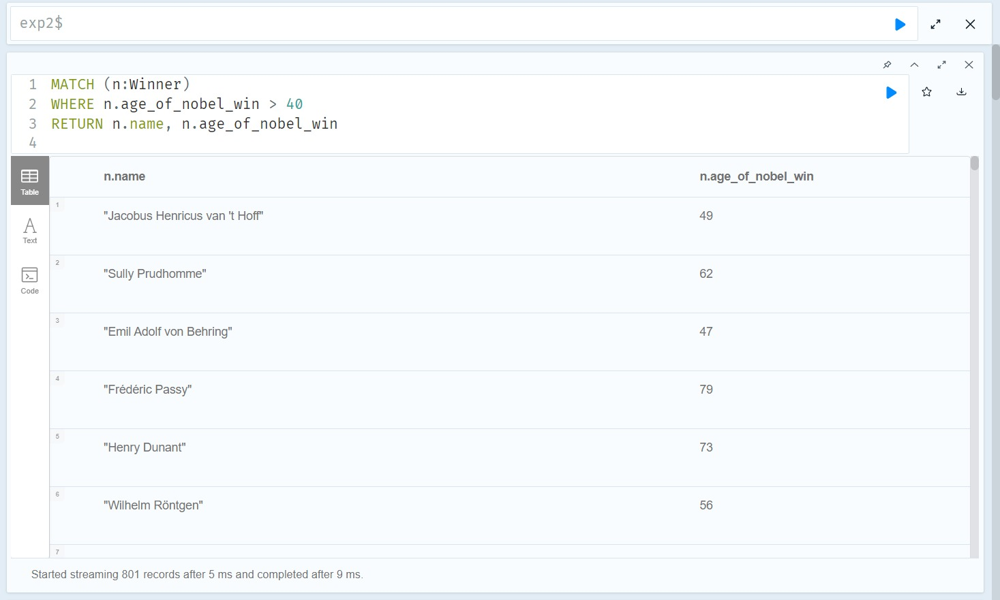 exp2$
1 MATCH (n:Winner)
2 WHERE n.age_of_nobel_win > 40
3 RETURN n.name, n.age_of_nobel_win
4
Table
Text
Code
n.name n.age_of_nobel_win
1 "Jacobus Henricus van 't Hoff" 49
2 "Sully Prudhomme" 62
3 "Emil Adolf von Behring" 47
4 "Frédéric Passy" 79
5 "Henry Dunant" 73
6 "Wilhelm Röntgen" 56
7
Started streaming 801 records after 5 ms and completed after 9 ms.